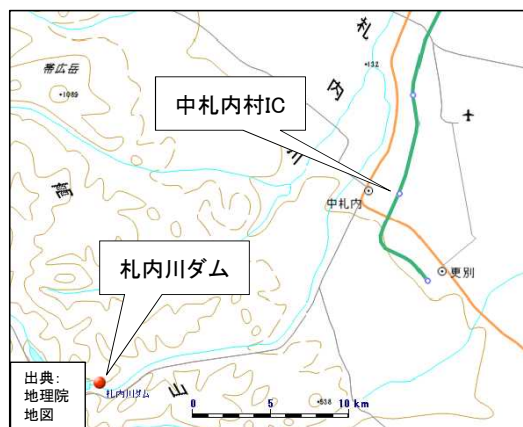 札
内
川
帯広岳
・1089
・132
中札内村IC
高
中札内
更別
札内川ダム
札内川ダム
山
出典：
地理院
地図
0 5 10 km
・538